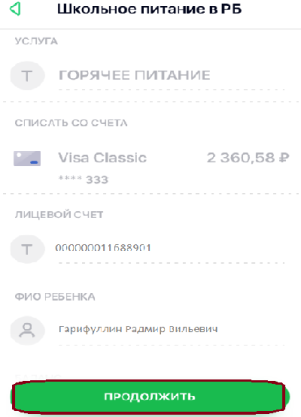 Школьное питание в РБ
УСЛУГА
Т ГОРЯЧЕЕ ПИТАНИЕ
СПИСАТЬ СО СЧЕТА
Visa Classic 2 360,58 ₽
**** 333
ЛИЦЕВОЙ СЧЕТ
Т 000000011688901
ФИО РЕБЕНКА
Гарифуллин Радмир Вильевич
ПРОДОЛЖИТЬ